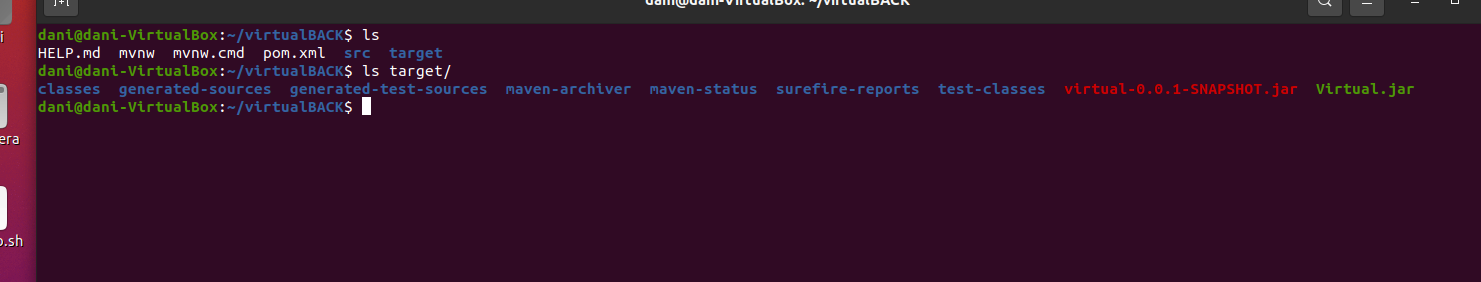 dani@dani-VirtualBox: ~/virtualBACK
dani@dani-VirtualBox:~/virtualBACK$ ls
HELP.md mvnw mvnw.cmd pom.xml src target
dani@dani-VirtualBox:~/virtualBACK$ ls target/
classes generated-sources generated-test-sources maven-archiver maven-status surefire-reports test-classes virtual-0.0.1-SNAPSHOT.jar Virtual.jar
dani@dani-VirtualBox:~/virtualBACK$
i
era
o.sh